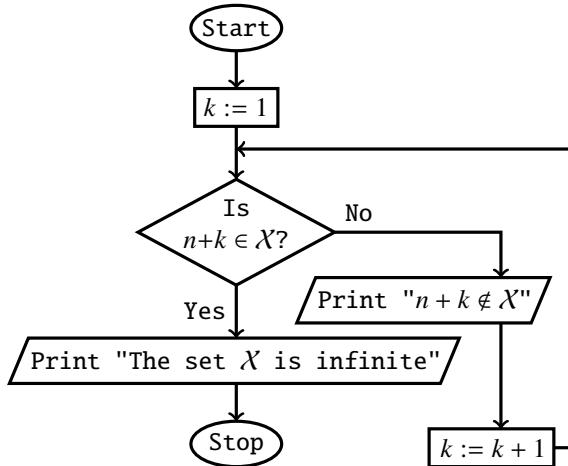 Start
k := 1
Is
n+k ∈ 𝒳?
No
Yes
Print "n + k ∉ 𝒳"
Print "The set 𝒳 is infinite"
Stop
k := k + 1